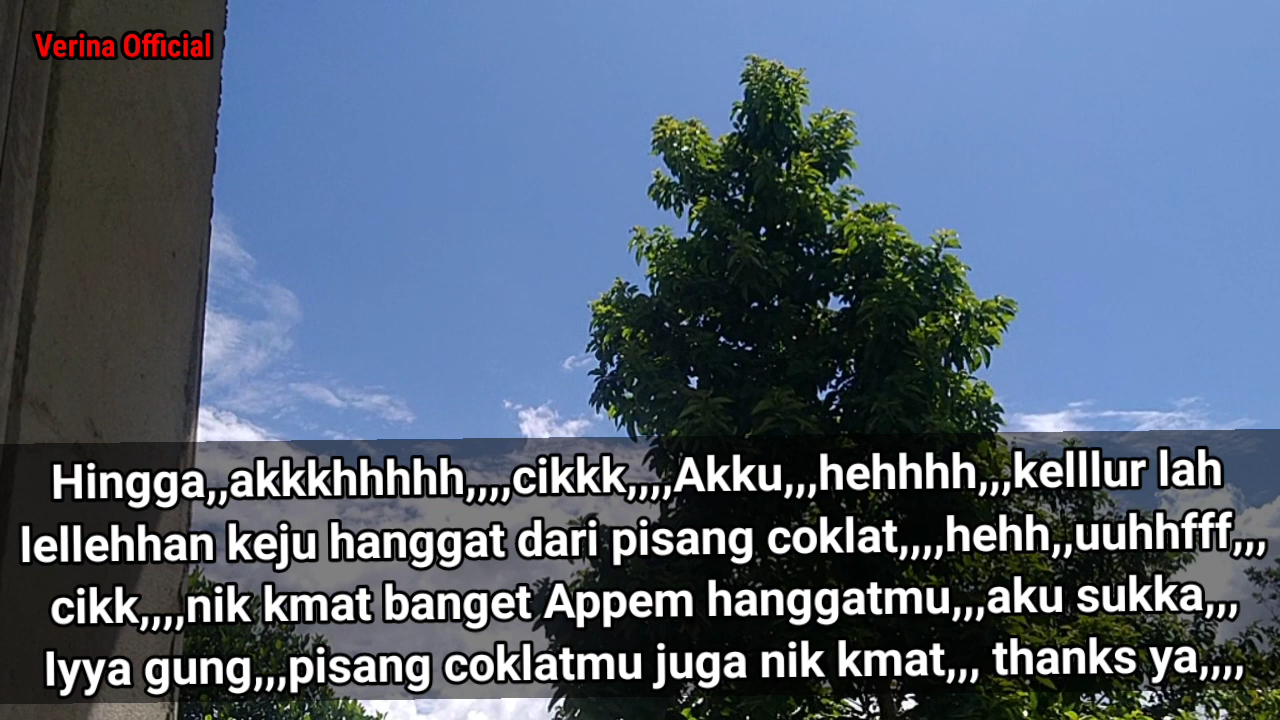 Verina Official
Hingga,,akkkhhhhh,,,,cikkk,,,,Akku,,,hehhhh,,,kelllur lah
lellehhan keju hanggat dari pisang coklat,,,,hehh,,uuhhfff,,,
cikk,,,,nik kmat banget Appem hanggatmu,,,aku sukka,,,
Iyya gung,,,pisang coklatmu juga nik kmat,,, thanks ya,,,,